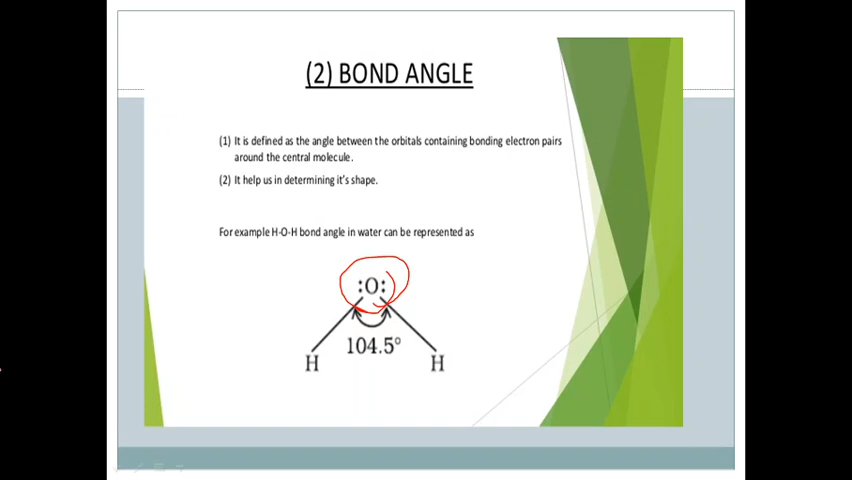 (2) BOND ANGLE
(1) It is defined as the angle between the orbitals containing bonding electron pairs
around the central molecule.
(2) It help us in determining it's shape.
For example H-O-H bond angle in water can be represented as
:O:
104.5°
H H